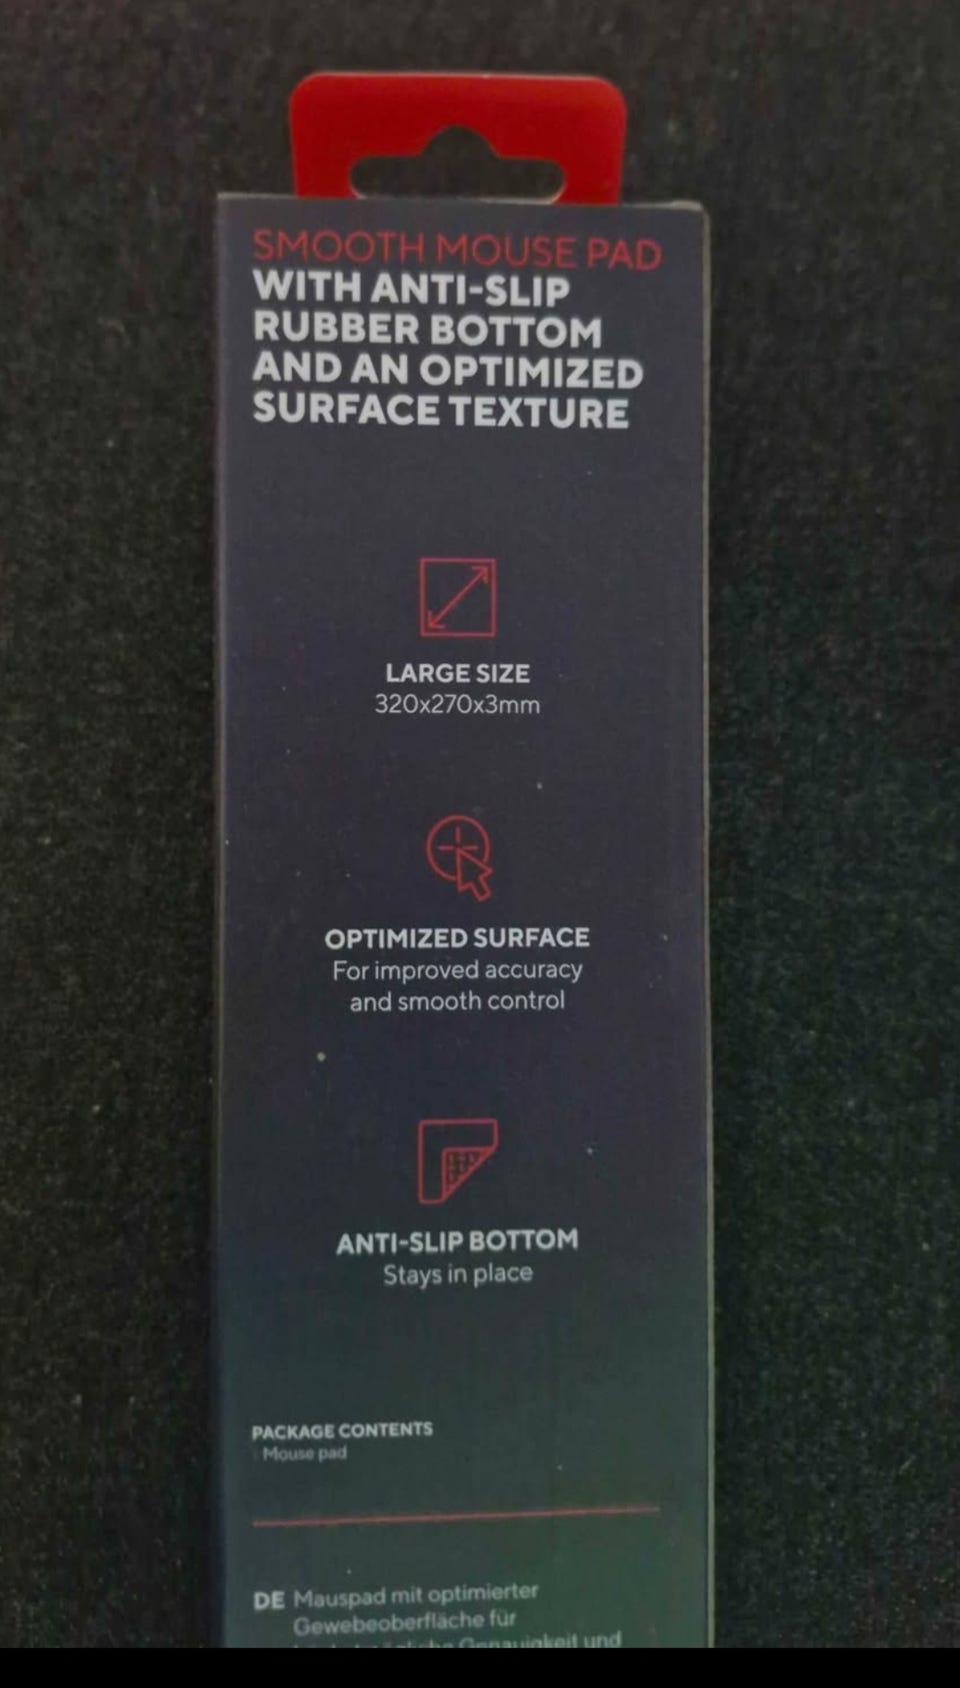 SMOOTH MOUSE PAD
WITH ANTI-SLIP
RUBBER BOTTOM
AND AN OPTIMIZED
SURFACE TEXTURE
LARGE SIZE
320x270x3mm
OPTIMIZED SURFACE
For improved accuracy
and smooth control
ANTI-SLIP BOTTOM
Stays in place
PACKAGE CONTENTS
Mouse pad
DE Mauspad mit optimierter
Gewebeoberfläche für
Genauigkeit und